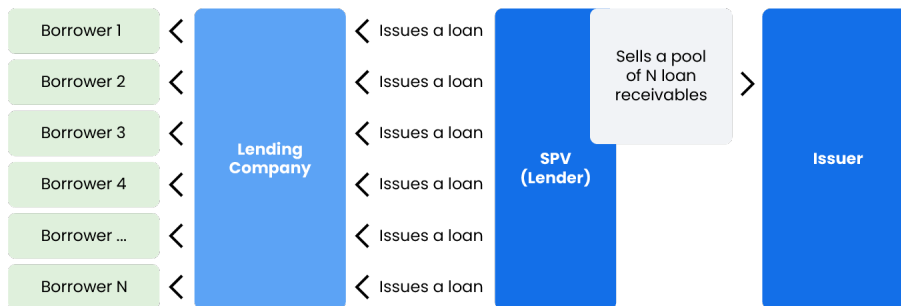 Borrower 1
Borrower 2
Borrower 3
Borrower 4
Borrower ...
Borrower N
Lending
Company
Issues a loan
Issues a loan
Issues a loan
Issues a loan
Issues a loan
Issues a loan
SPV
(Lender)
Sells a pool
of N loan
receivables
Issuer